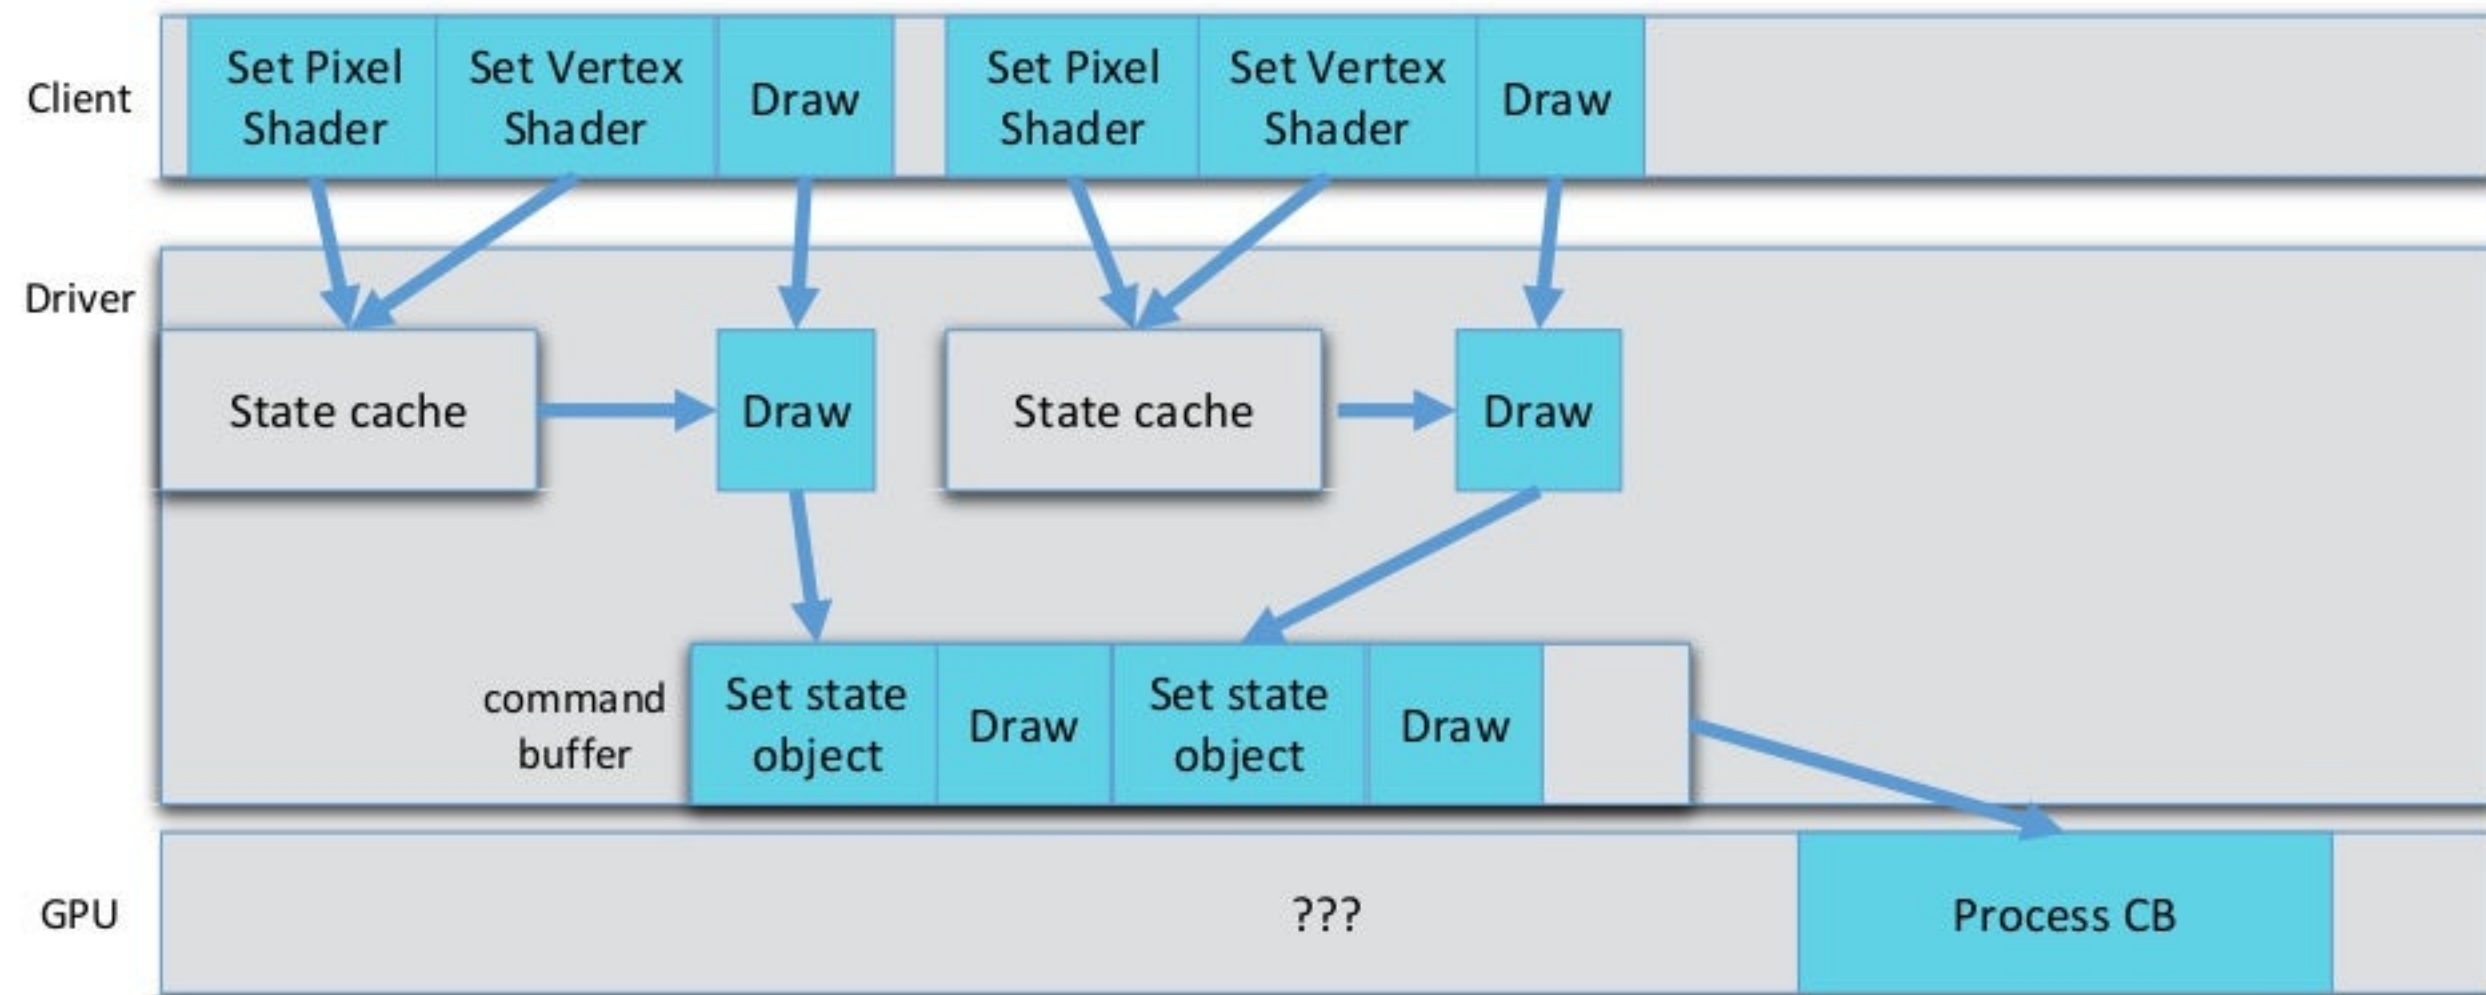 Client
Set Pixel
Shader
Set Vertex
Shader
Draw
Set Pixel
Shader
Set Vertex
Shader
Draw
Driver
State cache
Draw
State cache
Draw
command
buffer
Set state
object
Draw
Set state
object
Draw
GPU
???
Process CB